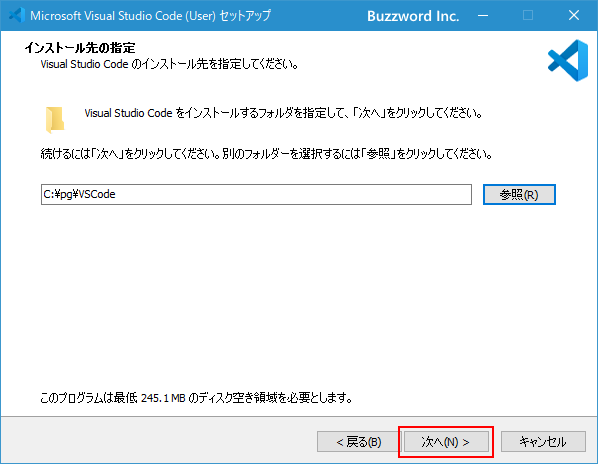 Microsoft Visual Studio Code (User) セットアップ
Buzzword Inc.
インストール先の指定
Visual Studio Code のインストール先を指定してください。
Visual Studio Code をインストールするフォルダを指定して、「次へ」をクリックしてください。
続けるには「次へ」をクリックしてください。別のフォルダーを選択するには「参照」をクリックしてください。
C:¥pg¥VSCode
参照(R)
このプログラムは最低 245.1 MB のディスク空き領域を必要とします。
< 戻る(B)
次へ(N) >
キャンセル